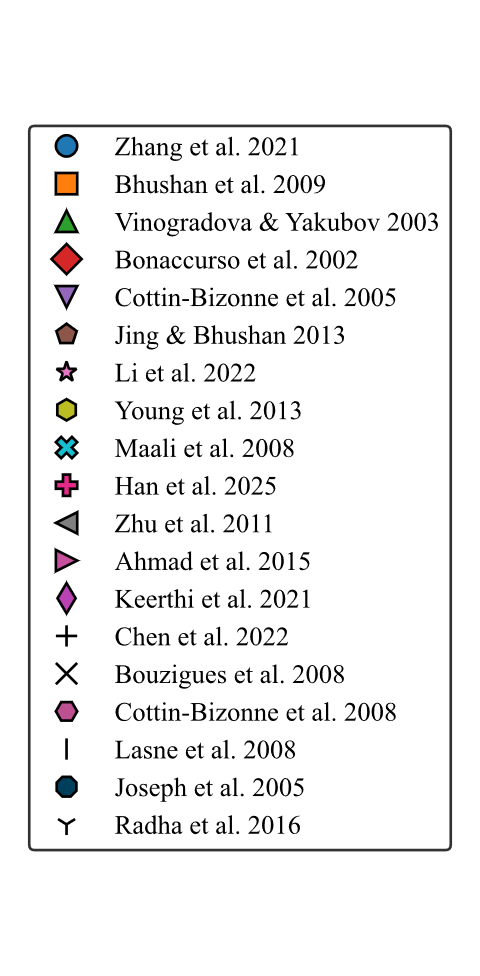 Zhang et al. 2021
Bhushan et al. 2009
Vinogradova & Yakubov 2003
Bonaccurso et al. 2002
Cottin-Bizonne et al. 2005
Jing & Bhushan 2013
Li et al. 2022
Young et al. 2013
Maali et al. 2008
Han et al. 2025
Zhu et al. 2011
Ahmad et al. 2015
Keerthi et al. 2021
Chen et al. 2022
Bouzigues et al. 2008
Cottin-Bizonne et al. 2008
Lasne et al. 2008
Joseph et al. 2005
Radha et al. 2016